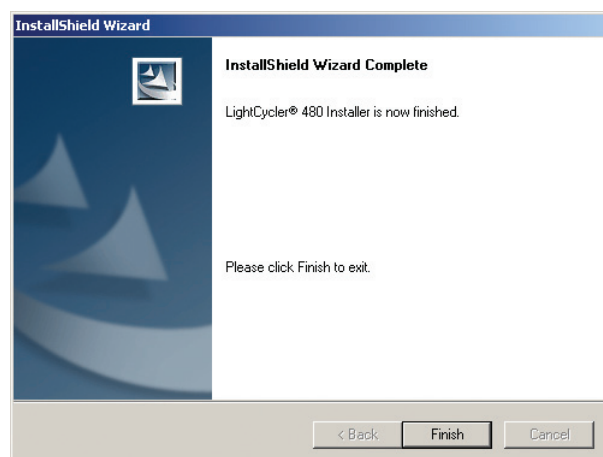 InstallShield Wizard
InstallShield Wizard Complete
LightCycler® 480 Installer is now finished.
Please click Finish to exit.
< Back Finish Cancel